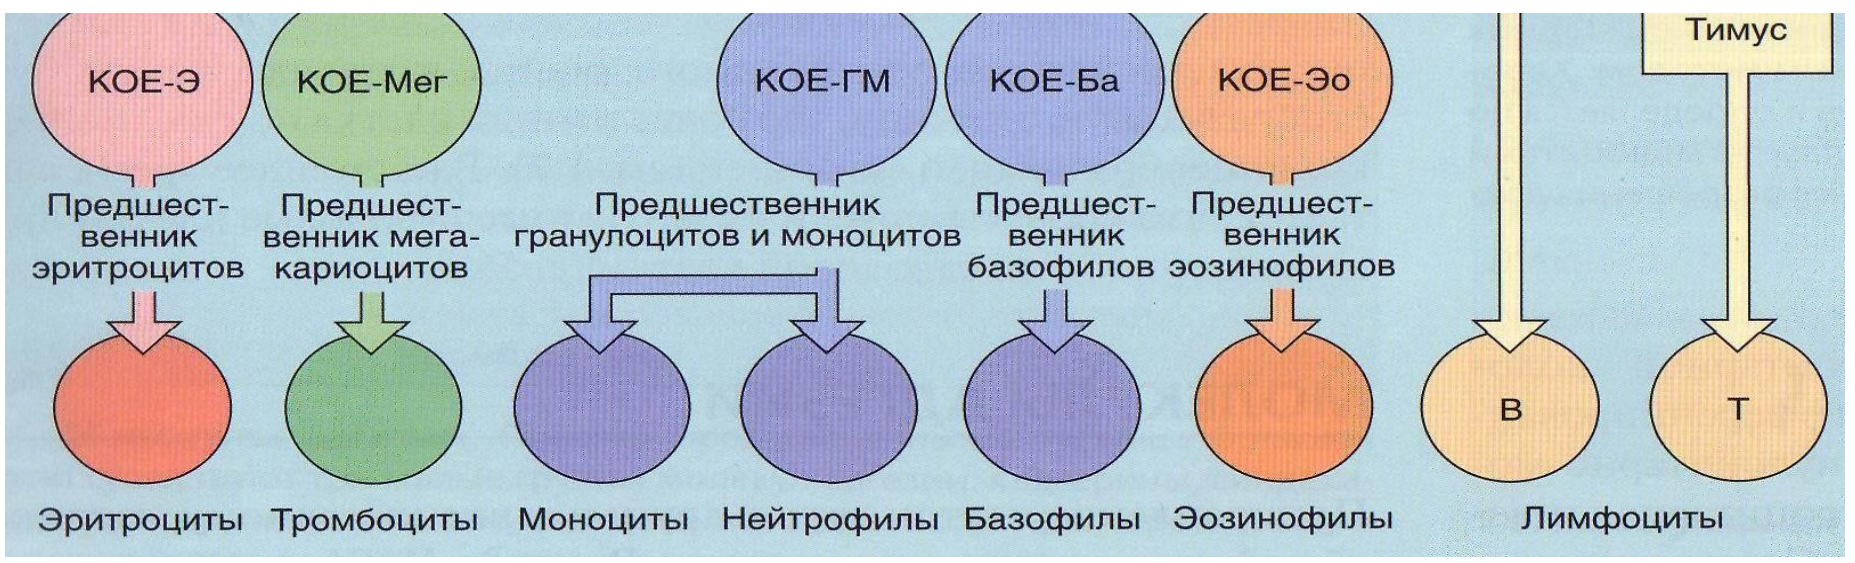 Тимус
КОЕ-Э
КОЕ-Мег
КОЕ-ГМ
КОЕ-Ба
КОЕ-Эо
Предшест-
венник
эритроцитов
Предшест-
венник мега-
кариоцитов
Предшественник
гранулоцитов и моноцитов
Предшест-
венник
базофилов
Предшест-
венник
эозинофилов
В
Т
Эритроциты
Тромбоциты
Моноциты
Нейтрофилы
Базофилы
Эозинофилы
Лимфоциты